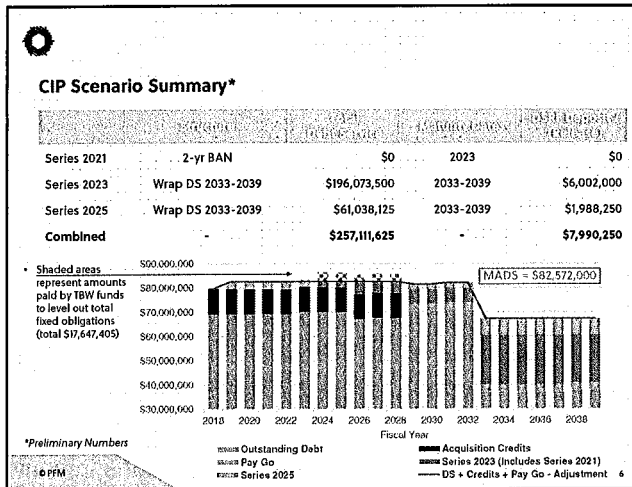 CIP Scenario Summary*
Series 2021 2-yr BAN $0 2023 $0
Series 2023 Wrap DS 2033-2039 $196,073,500 2033-2039 $6,002,000
Series 2025 Wrap DS 2033-2039 $61,038,125 2033-2039 $1,988,250
Combined - $257,111,625 - $7,990,250
• Shaded areas
represent amounts
paid by TBW funds
to level out total
fixed obligations
(total $17,647,405)
$90,000,000
$80,000,000
$70,000,000
$60,000,000
$50,000,000
$40,000,000
$30,000,000
MADS = $82,572,000
2018 2020 2022 2024 2026 2028 2030 2032 2034 2036 2038
Fiscal Year
Outstanding Debt
Acquisition Credits
Pay Go
Series 2023 (Includes Series 2021)
Series 2025
DS + Credits + Pay Go - Adjustment
*Preliminary Numbers
© PFM
6